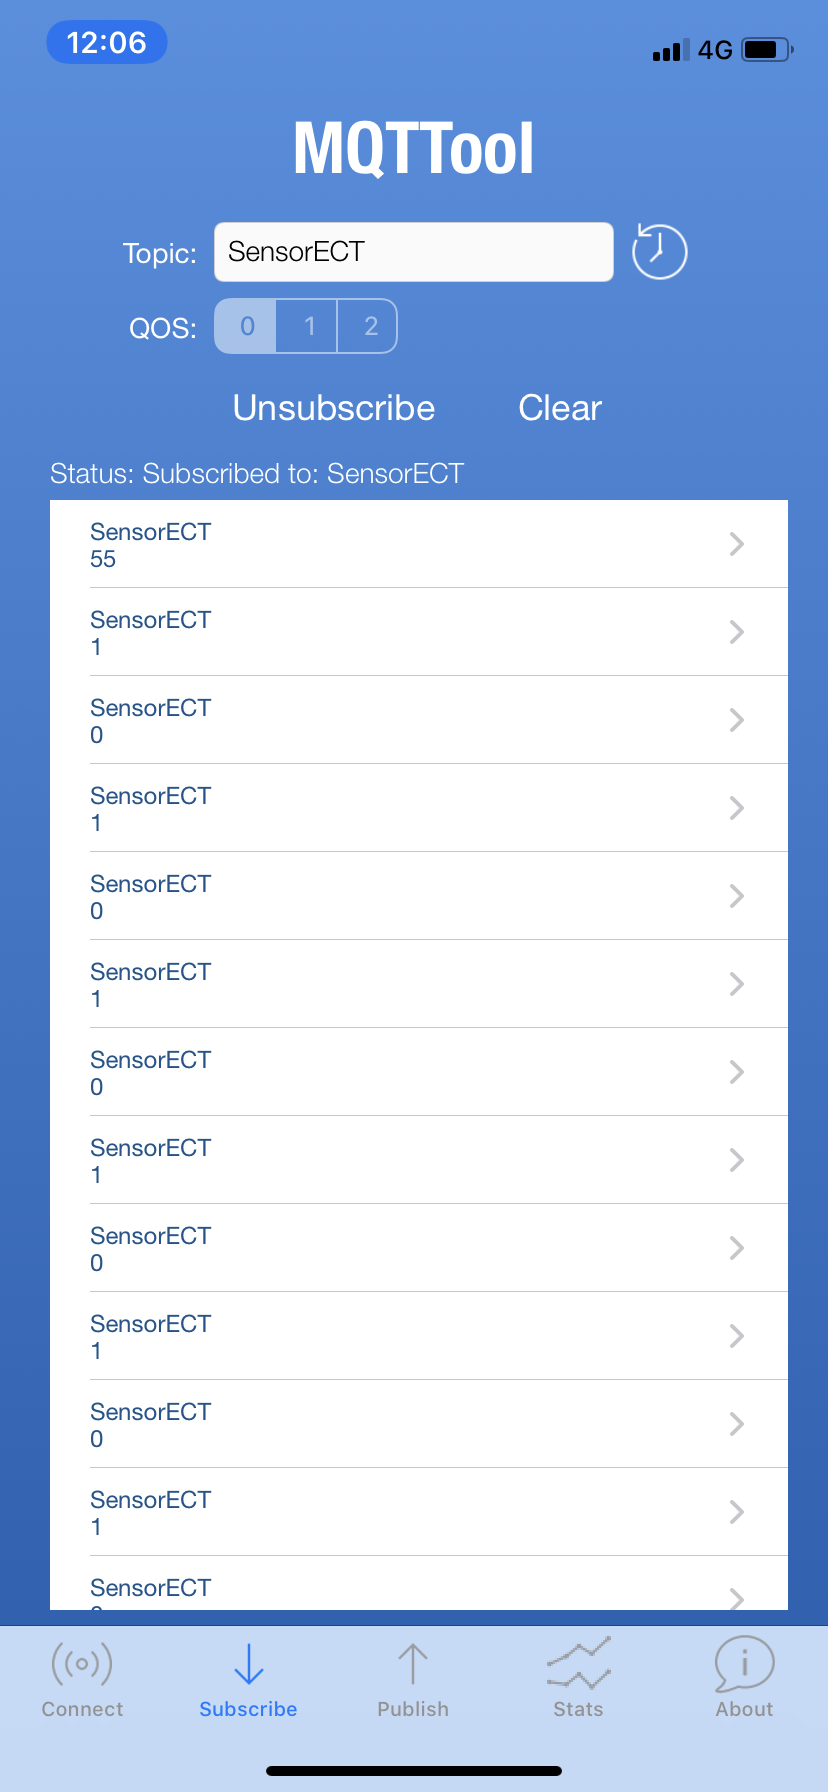 12:06
4G
MQTTool
Topic: SensorECT
QOS: 0 1 2
Unsubscribe Clear
Status: Subscribed to: SensorECT
SensorECT
55
SensorECT
1
SensorECT
0
SensorECT
1
SensorECT
0
SensorECT
1
SensorECT
0
SensorECT
1
SensorECT
0
SensorECT
1
SensorECT
0
SensorECT
1
SensorECT
Connect Subscribe Publish Stats About